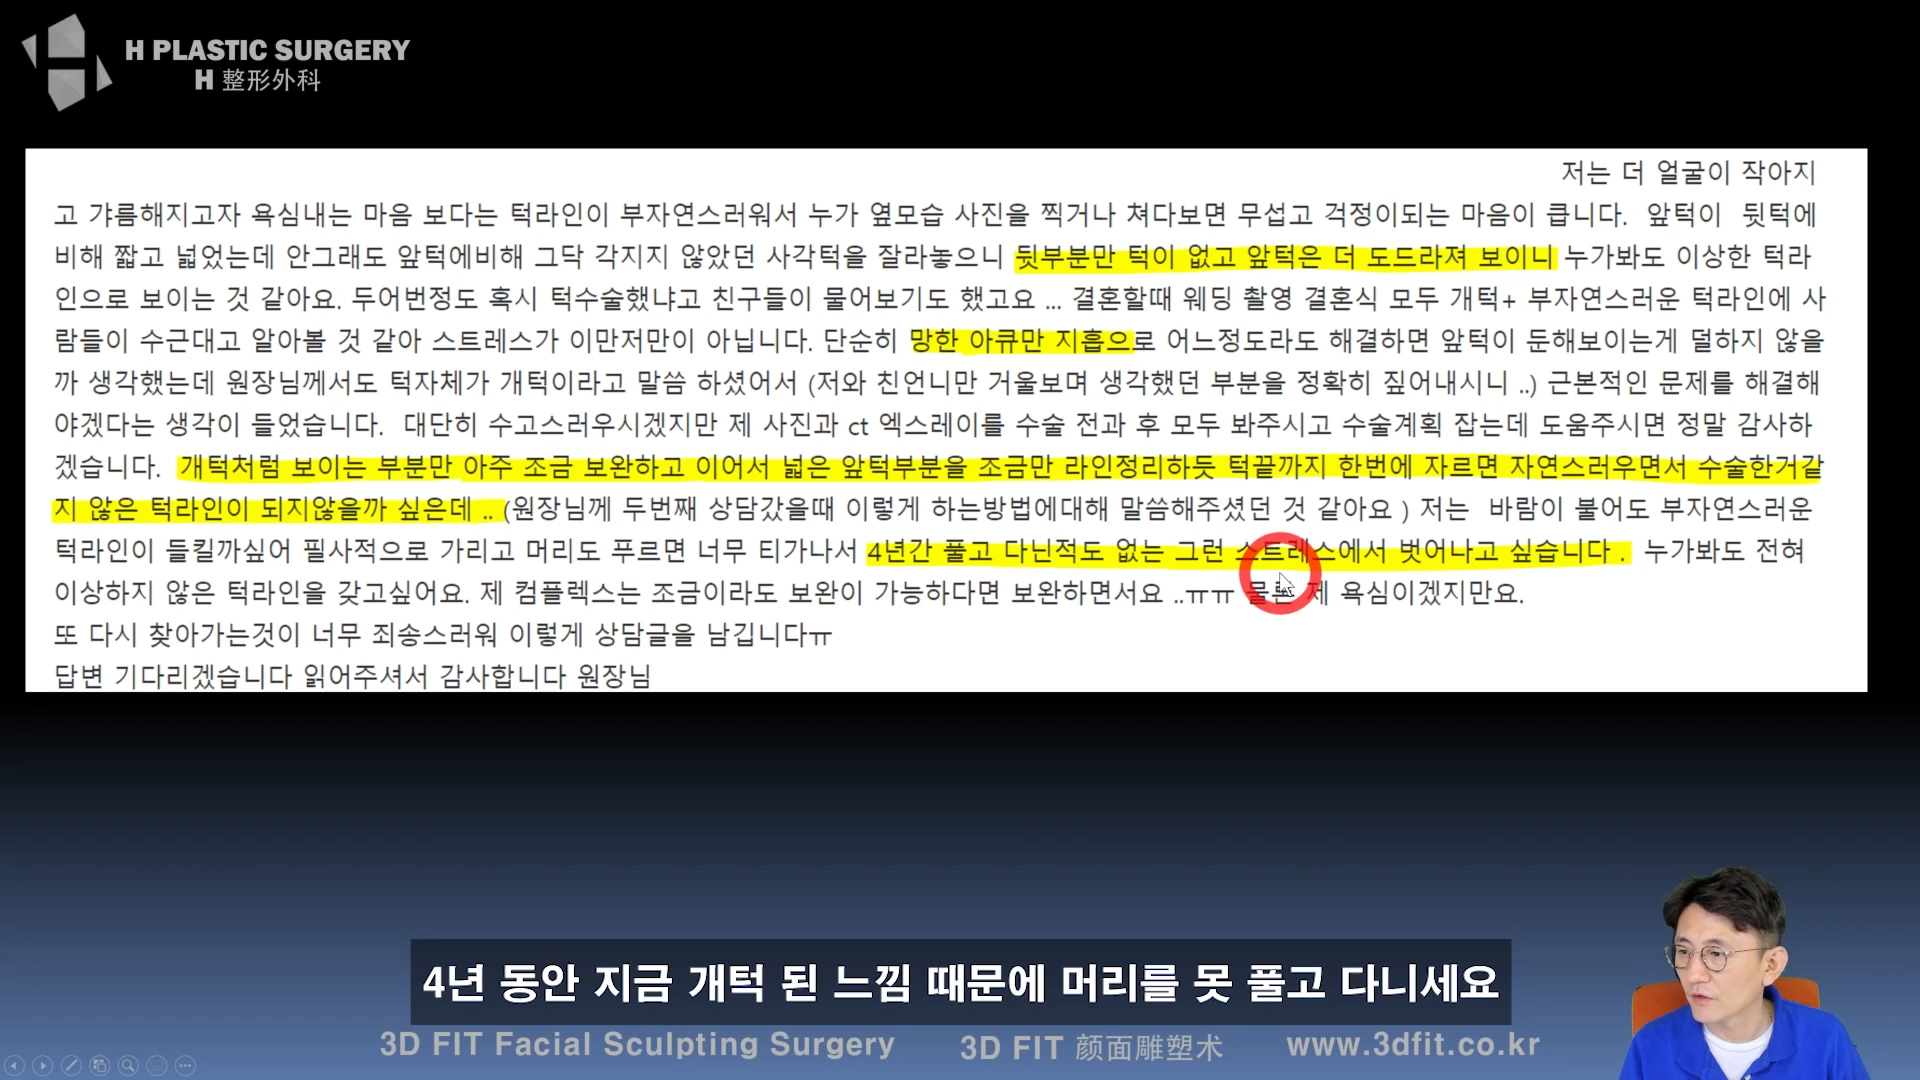 H PLASTIC SURGERY
H 整形外科
저는 더 얼굴이 작아지
고 갸름해지고자 욕심내는 마음 보다는 턱라인이 부자연스러워서 누가 옆모습 사진을 찍거나 쳐다보면 무섭고 걱정이되는 마음이 큽니다. 앞턱이 뒷턱에
비해 짧고 넓었는데 안그래도 앞턱에비해 그닥 각지지 않았던 사각턱을 잘라놓으니 뒷부분만 턱이 없고 앞턱은 더 도드라져 보이니 누가봐도 이상한 턱라
인으로 보이는 것 같아요. 두어번정도 혹시 턱수술했냐고 친구들이 물어보기도 했고요 ... 결혼할때 웨딩 촬영 결혼식 모두 개턱+ 부자연스러운 턱라인에 사
람들이 수근대고 알아볼 것 같아 스트레스가 이만저만이 아닙니다. 단순히 망한 아큐만 지흡으로 어느정도라도 해결하면 앞턱이 둔해보이는게 덜하지 않을
까 생각했는데 원장님께서도 턱자체가 개턱이라고 말씀 하셨어서 (저와 친언니만 거울보며 생각했던 부분을 정확히 짚어내시니 ..) 근본적인 문제를 해결해
야겠다는 생각이 들었습니다. 대단히 수고스러우시겠지만 제 사진과 ct 엑스레이를 수술 전과 후 모두 봐주시고 수술계획 잡는데 도움주시면 정말 감사하
겠습니다. 개턱처럼 보이는 부분만 아주 조금 보완하고 이어서 넓은 앞턱부분을 조금만 라인정리하듯 턱끝까지 한번에 자르면 자연스러우면서 수술한거같
지 않은 턱라인이 되지않을까 싶은데 .. (원장님께 두번째 상담갔을때 이렇게 하는방법에대해 말씀해주셨던 것 같아요 ) 저는 바람이 불어도 부자연스러운
턱라인이 들킬까싶어 필사적으로 가리고 머리도 푸르면 너무 티가나서 4년간 풀고 다닌적도 없는 그런 스트레스에서 벗어나고 싶습니다 . 누가봐도 전혀
이상하지 않은 턱라인을 갖고싶어요. 제 컴플렉스는 조금이라도 보완이 가능하다면 보완하면서요 ..ㅠㅠ 물론 제 욕심이겠지만요.
또 다시 찾아가는것이 너무 죄송스러워 이렇게 상담글을 남깁니다ㅠ
답변 기다리겠습니다 읽어주셔서 감사합니다 원장님
4년 동안 지금 개턱 된 느낌 때문에 머리를 못 풀고 다니세요
3D FIT Facial Sculpting Surgery 3D FIT 颜面雕塑术 www.3dfit.co.kr